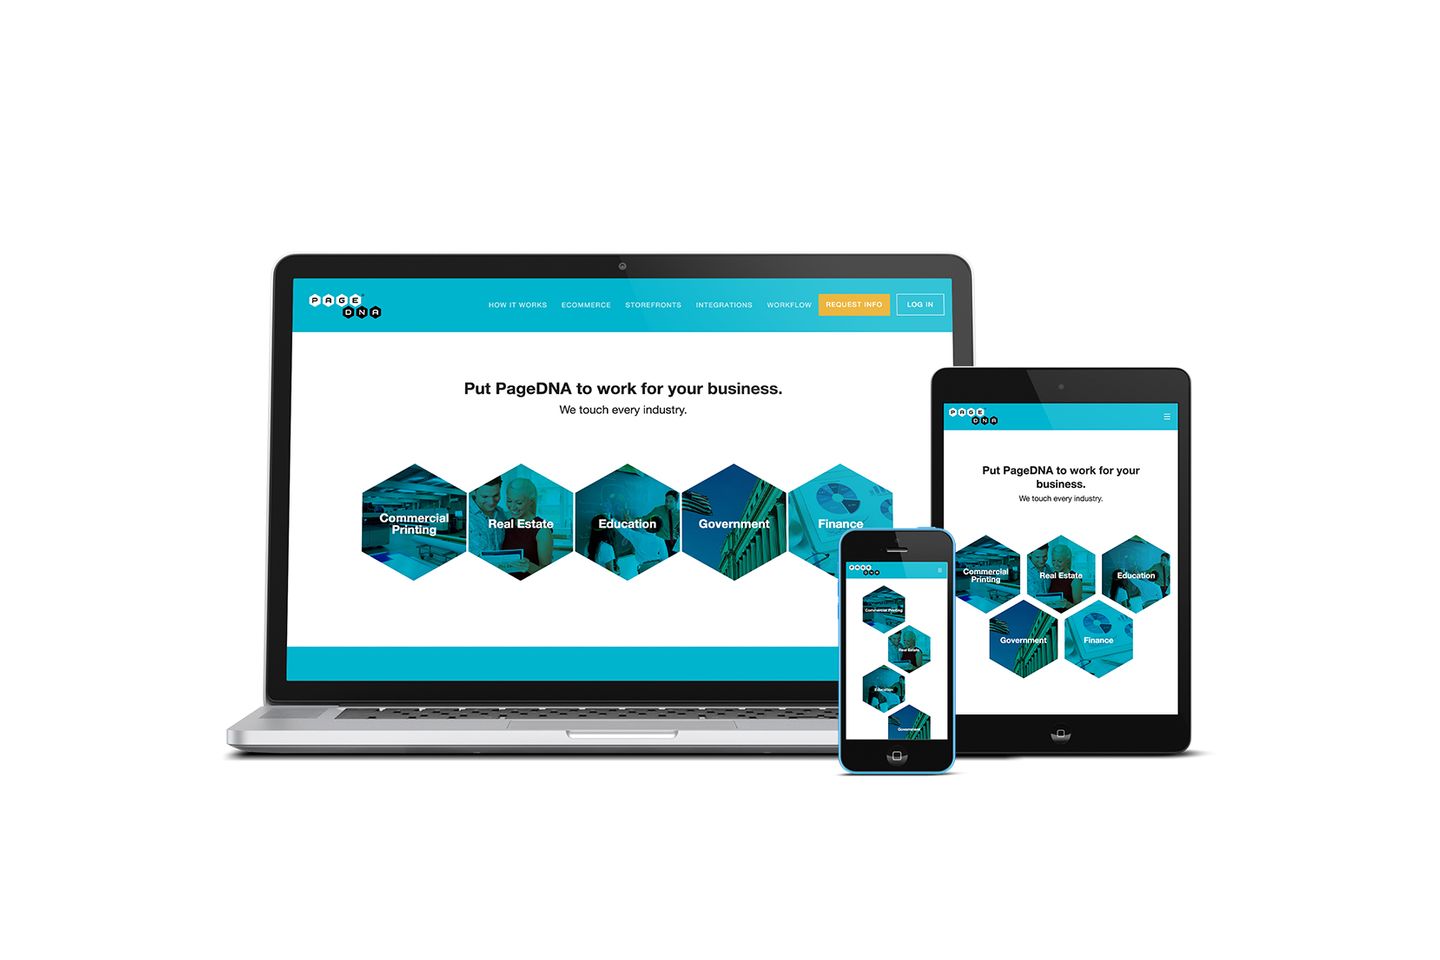 PAGE
DNA
HOW IT WORKS ECOMMERCE STOREFRONTS INTEGRATIONS WORKFLOW REQUEST INFO LOG IN
Put PageDNA to work for your business.
We touch every industry.
Commercial
Printing
Real Estate
Education
Government
Finance
PAGE
DNA
Put PageDNA to work for your
business.
We touch every industry.
Commercial
Printing
Real Estate
Education
Government
Finance
PAGE
DNA
Commercial Printing
Real Estate
Education
Government